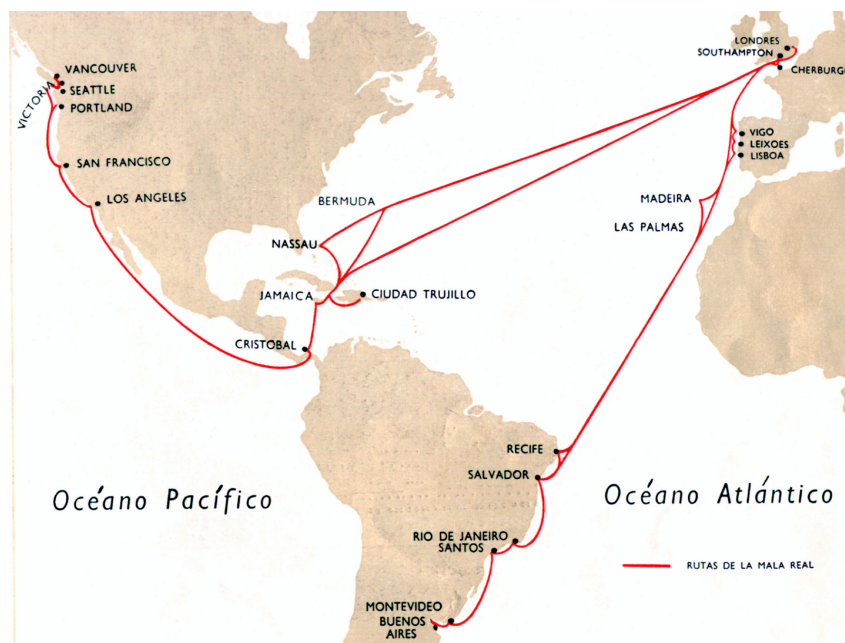 LONDRES
SOUTHAMPTON
CHERBURGO
VANCOUVER
VICTORIA
SEATTLE
PORTLAND
VIGO
LEIXOES
LISBOA
SAN FRANCISCO
LOS ANGELES
BERMUDA
MADEIRA
LAS PALMAS
NASSAU
JAMAICA
CIUDAD TRUJILLO
CRISTOBAL
RECIFE
SALVADOR
Océano Pacífico
Océano Atlántico
RIO DE JANEIRO
SANTOS
RUTAS DE LA MALA REAL
MONTEVIDEO
BUENOS
AIRES